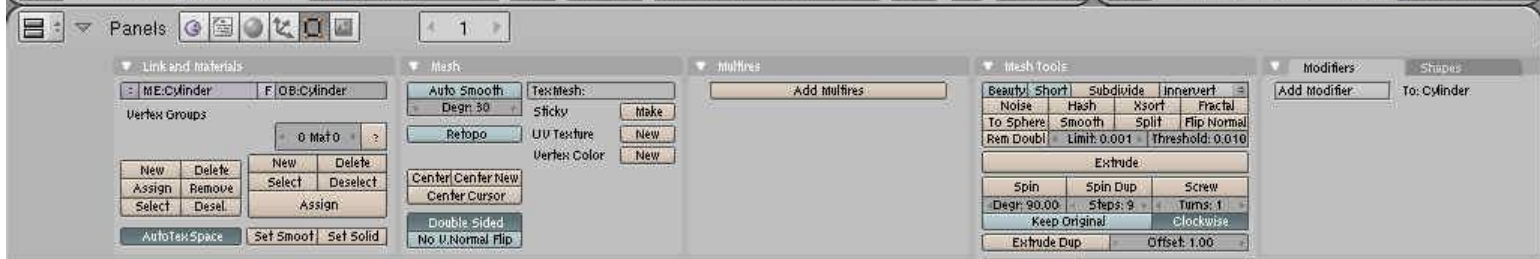 Panels 1
Link and Materials
ME:Cylinder F OB:Cylinder
Vertex Groups
0 Mat 0 ?
New Delete
New Delete
Assign Remove
Select Deselect
Select Desel.
Assign
AutoTexSpace Set Smoot Set Solid
Mesh
Auto Smooth TexMesh:
Degr: 30 Sticky Make
Retopo UV Texture New
Vertex Color New
Center Center New
Center Cursor
Double Sided
No V.Normal Flip
Multires
Add Multires
Mesh Tools
Beauty Short Subdivide Innervert
Noise Hash Xsort Fractal
To Sphere Smooth Split Flip Normal
Rem Doubl Limit: 0.001 Threshold: 0.010
Extrude
Spin Spin Dup Screw
Degr: 90.00 Steps: 9 Turns: 1
Keep Original Clockwise
Extrude Dup Offset: 1.00
Modifiers Shapes
Add Modifier To: Cylinder